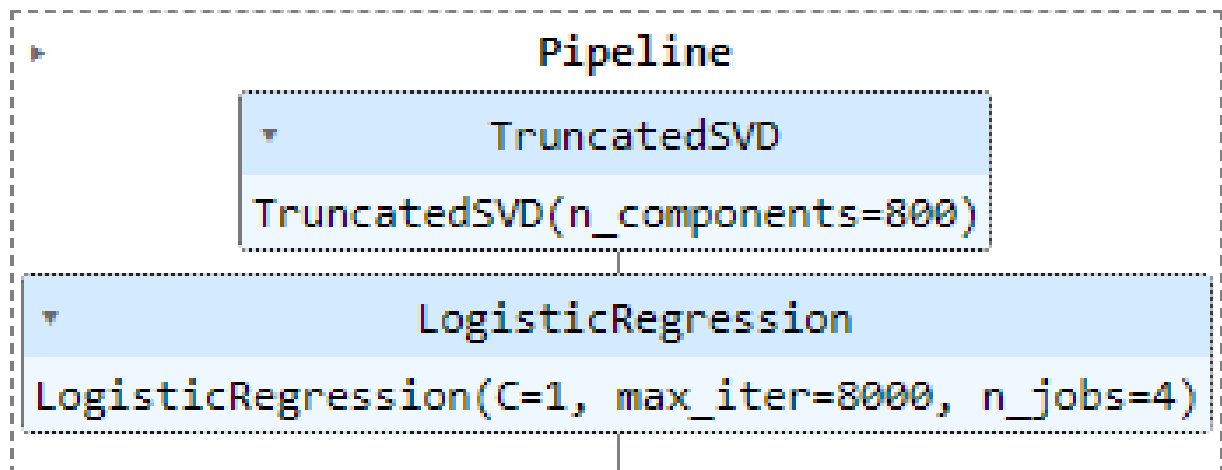 Pipeline
TruncatedSVD
TruncatedSVD(n_components=800)
LogisticRegression
LogisticRegression(C=1, max_iter=8000, n_jobs=4)